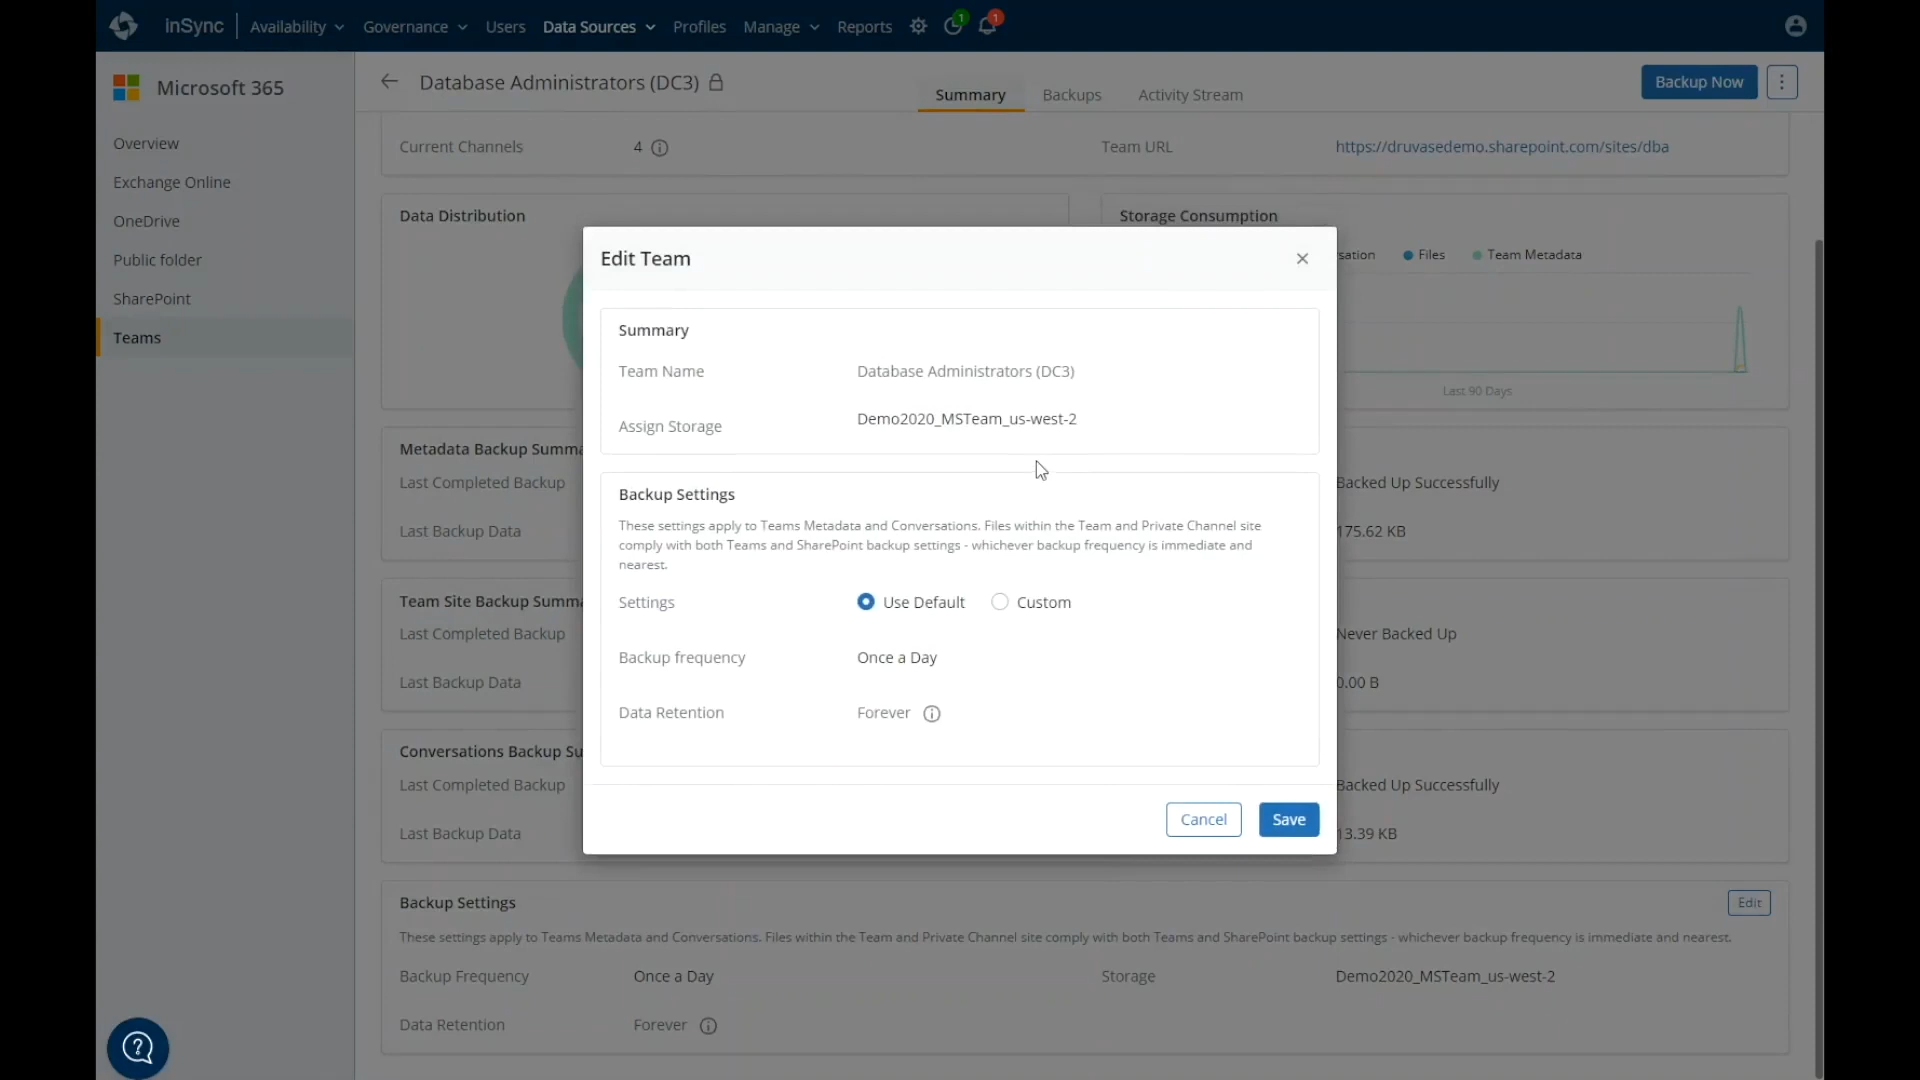 inSync
Availability
Governance
Users
Data Sources
Profiles
Manage
Reports
1
1
Microsoft 365
Overview
Exchange Online
OneDrive
Public folder
SharePoint
Teams
Database Administrators (DC3)
Summary
Backups
Activity Stream
Backup Now
Current Channels
4
Team URL
https://druvasedemo.sharepoint.com/sites/dba
Data Distribution
Storage Consumption
sation
Files
Team Metadata
Last 90 Days
Edit Team
Summary
Team Name
Database Administrators (DC3)
Assign Storage
Demo2020_MSTeam_us-west-2
Backup Settings
These settings apply to Teams Metadata and Conversations. Files within the Team and Private Channel site
comply with both Teams and SharePoint backup settings - whichever backup frequency is immediate and
nearest.
Settings
Use Default
Custom
Backup frequency
Once a Day
Data Retention
Forever
Cancel
Save
Metadata Backup Summa
Last Completed Backup
Backed Up Successfully
Last Backup Data
175.62 KB
Team Site Backup Summa
Last Completed Backup
Never Backed Up
Last Backup Data
0.00 B
Conversations Backup Su
Last Completed Backup
Backed Up Successfully
Last Backup Data
13.39 KB
Backup Settings
Edit
These settings apply to Teams Metadata and Conversations. Files within the Team and Private Channel site comply with both Teams and SharePoint backup settings - whichever backup frequency is immediate and nearest.
Backup Frequency
Once a Day
Storage
Demo2020_MSTeam_us-west-2
Data Retention
Forever